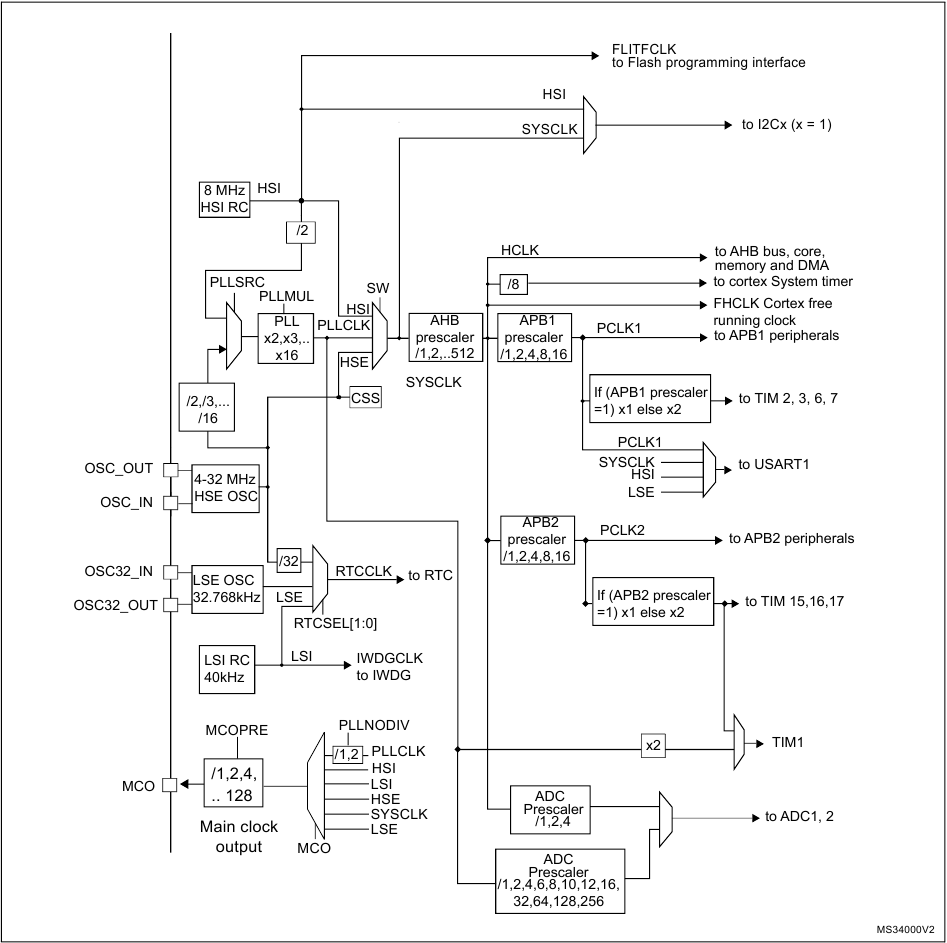 FLITFCLK
to Flash programming interface
HSI
SYSCLK
to I2Cx (x = 1)
8 MHz
HSI RC
HSI
/2
HCLK
to AHB bus, core,
memory and DMA
/8
to cortex System timer
FHCLK Cortex free
running clock
PLLSRC
PLLMUL
SW
HSI
PLL
x2,x3,..
x16
PLLCLK
HSE
AHB
prescaler
/1,2,..512
APB1
prescaler
/1,2,4,8,16
PCLK1
to APB1 peripherals
SYSCLK
CSS
/2,/3,...
/16
If (APB1 prescaler
=1) x1 else x2
to TIM 2, 3, 6, 7
PCLK1
SYSCLK
HSI
LSE
to USART1
OSC_OUT
OSC_IN
4-32 MHz
HSE OSC
APB2
prescaler
/1,2,4,8,16
PCLK2
to APB2 peripherals
/32
OSC32_IN
OSC32_OUT
LSE OSC
32.768kHz
LSE
RTCCLK
to RTC
RTCSEL[1:0]
If (APB2 prescaler
=1) x1 else x2
to TIM 15,16,17
LSI RC
40kHz
LSI
IWDGCLK
to IWDG
MCOPRE
PLLNODIV
/1,2
PLLCLK
HSI
LSI
HSE
SYSCLK
LSE
MCO
/1,2,4,
.. 128
Main clock
output
MCO
x2
TIM1
ADC
Prescaler
/1,2,4
to ADC1, 2
ADC
Prescaler
/1,2,4,6,8,10,12,16,
32,64,128,256
MS34000V2